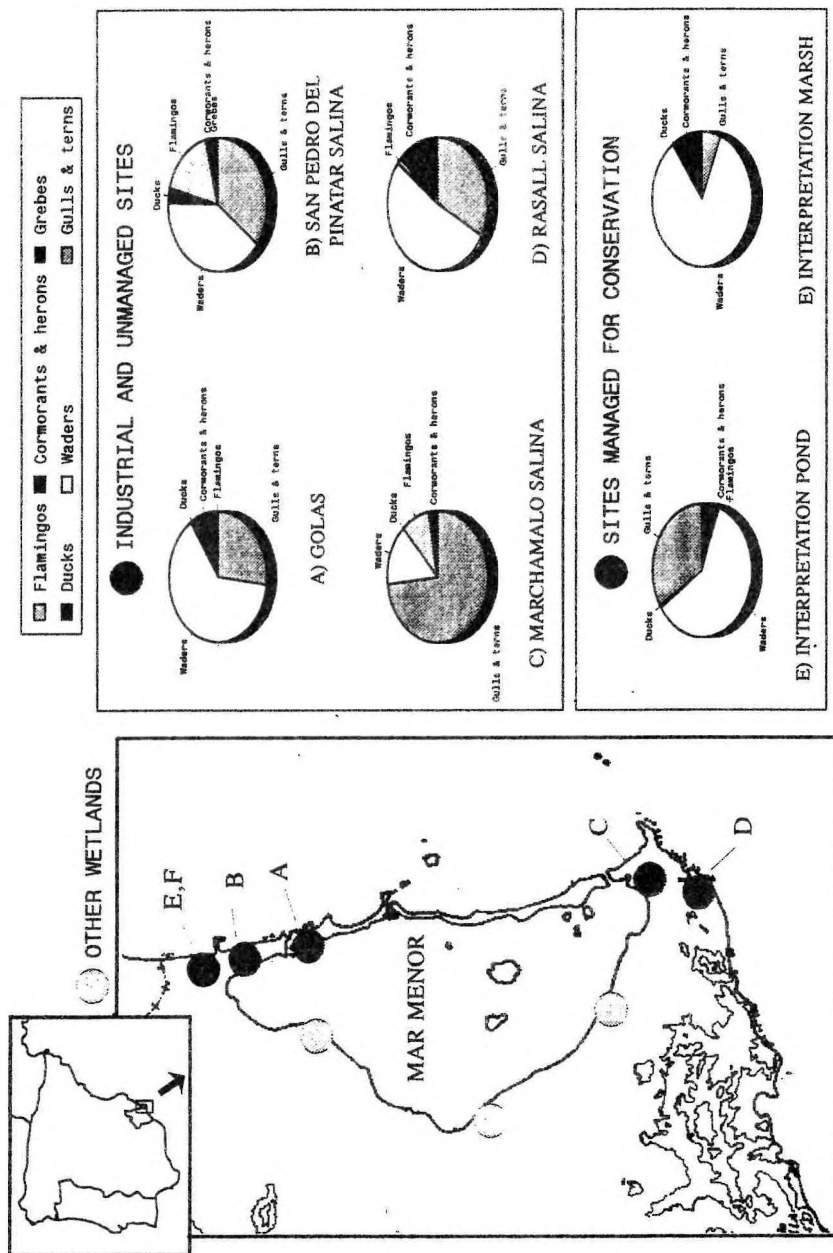 OTHER WETLANDS
E,F
B
A
MAR MENOR
C
D
Flamingos Cormorants & herons Grebes
Ducks Waders Gulls & terns
INDUSTRIAL AND UNMANAGED SITES
Ducks
Cormorants & herons
Flamingos
Waders
Gulls & terns
A) GOLAS
Ducks
Flamingos
Cormorants & herons
Grebes
Waders
Gulls & terns
B) SAN PEDRO DEL
PINATAR SALINA
Waders
Ducks
Flamingos
Cormorants & herons
Gulls & terns
C) MARCHAMALO SALINA
Flamingos
Cormorants & herons
Waders
Gulls & terns
D) RASALL SALINA
SITES MANAGED FOR CONSERVATION
Gulls & terns
Ducks
Cormorants & herons
Flamingos
Waders
E) INTERPRETATION POND
Ducks
Cormorants & herons
Gulls & terns
Waders
E) INTERPRETATION MARSH